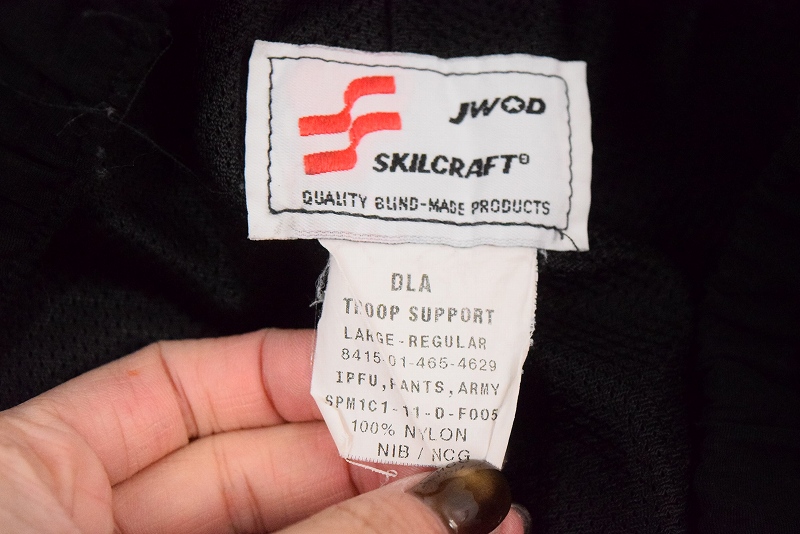 JW✪D
SKILCRAFT®
QUALITY BLIND-MADE PRODUCTS
DLA
TROOP SUPPORT
LARGE-REGULAR
8415-01-465-4629
IPFU, PANTS, ARMY
SPM1C1-11-D-F005
100% NYLON
NIB / NCG